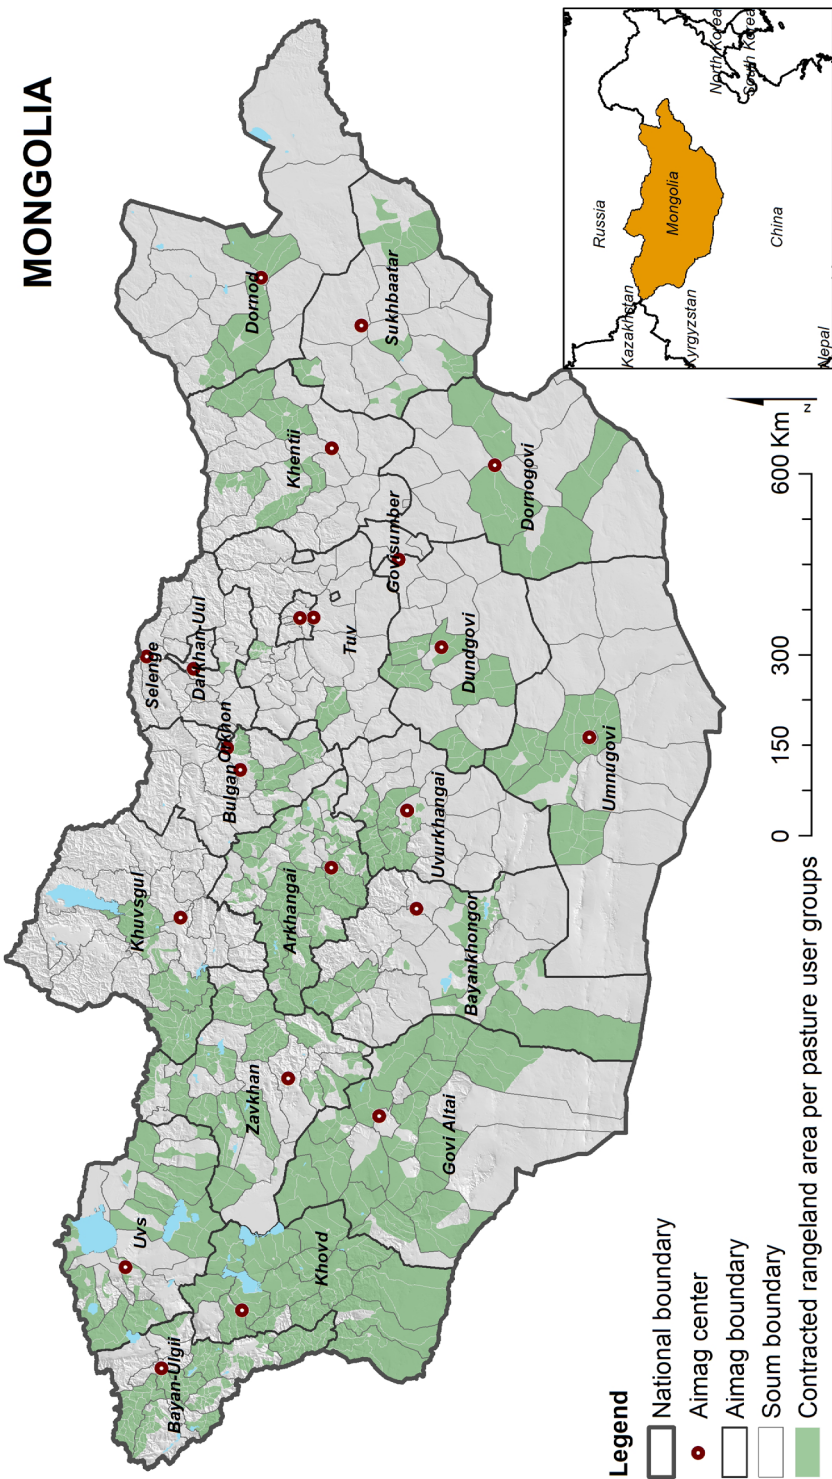 MONGOLIA
Bayan-Ulgii
Uvs
Khovd
Zavkhan
Govi Altai
Khuvsgul
Arkhangai
Bayankhongor
Bulgan
Orkhon
Uvurkhangai
Selenge
Darkhan-Uul
Tuv
Dundgovi
Umnugovi
Govisumber
Khentii
Dornogovi
Dornod
Sukhbaatar
Legend
National boundary
Aimag center
Aimag boundary
Soum boundary
Contracted rangeland area per pasture user groups
0 150 300 600 Km
N
Russia
Kazakhstan
Mongolia
North Korea
South Korea
Kyrgyzstan
China
Nepal